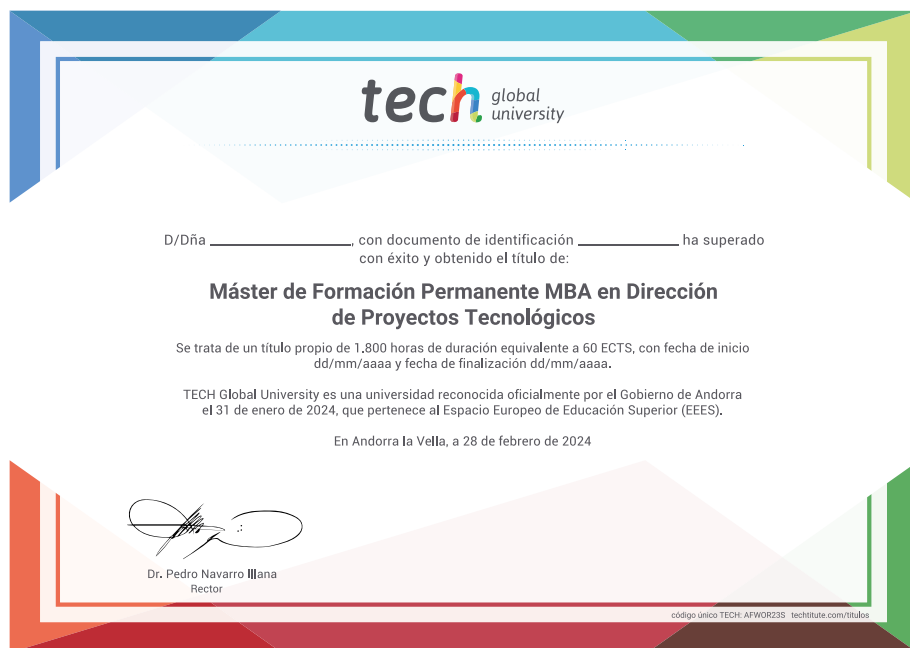 tech global university
D/Dña ______________, con documento de identificación __________ ha superado
con éxito y obtenido el título de:
Máster de Formación Permanente MBA en Dirección
de Proyectos Tecnológicos
Se trata de un título propio de 1.800 horas de duración equivalente a 60 ECTS, con fecha de inicio
dd/mm/aaaa y fecha de finalización dd/mm/aaaa.
TECH Global University es una universidad reconocida oficialmente por el Gobierno de Andorra
el 31 de enero de 2024, que pertenece al Espacio Europeo de Educación Superior (EEES).
En Andorra la Vella, a 28 de febrero de 2024
Dr. Pedro Navarro Illana
Rector
código único TECH: AFWOR23S techtitute.com/titulos